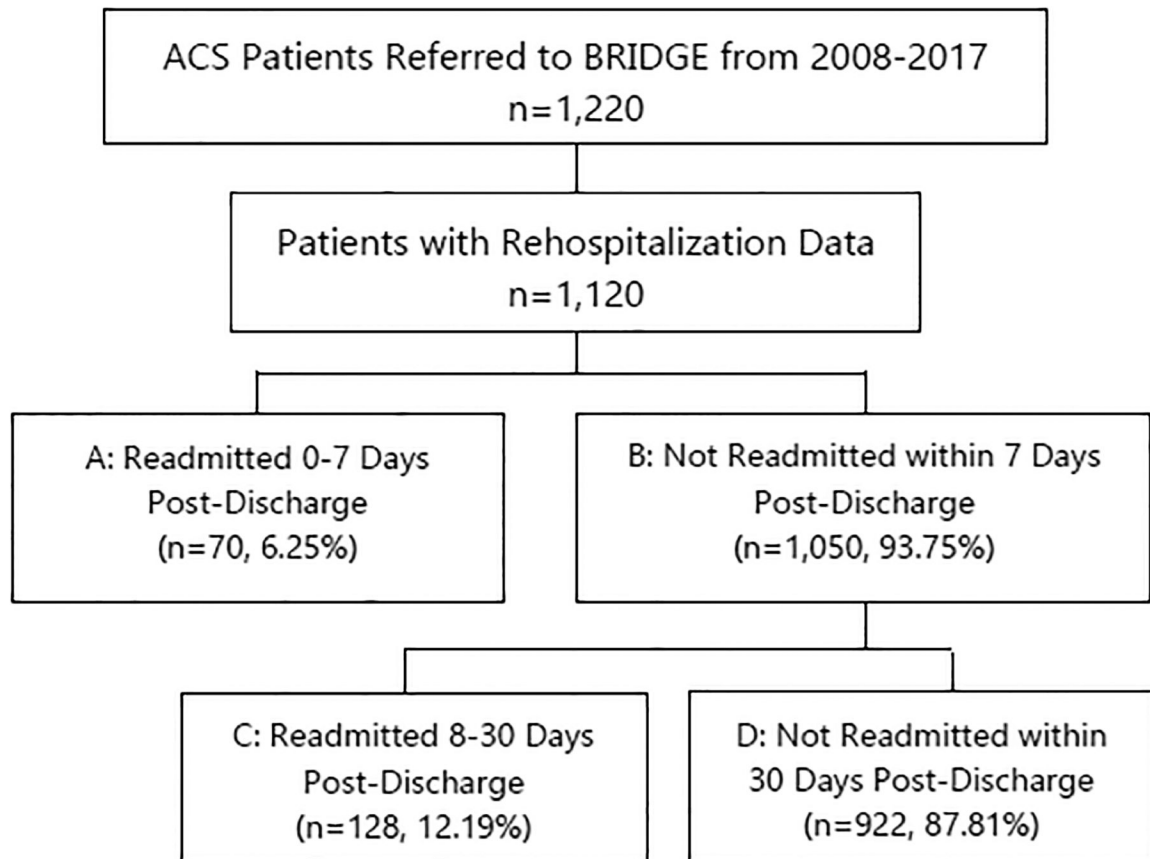 ACS Patients Referred to BRIDGE from 2008-2017
n=1,220
Patients with Rehospitalization Data
n=1,120
A: Readmitted 0-7 Days
Post-Discharge
(n=70, 6.25%)
B: Not Readmitted within 7 Days
Post-Discharge
(n=1,050, 93.75%)
C: Readmitted 8-30 Days
Post-Discharge
(n=128, 12.19%)
D: Not Readmitted within
30 Days Post-Discharge
(n=922, 87.81%)